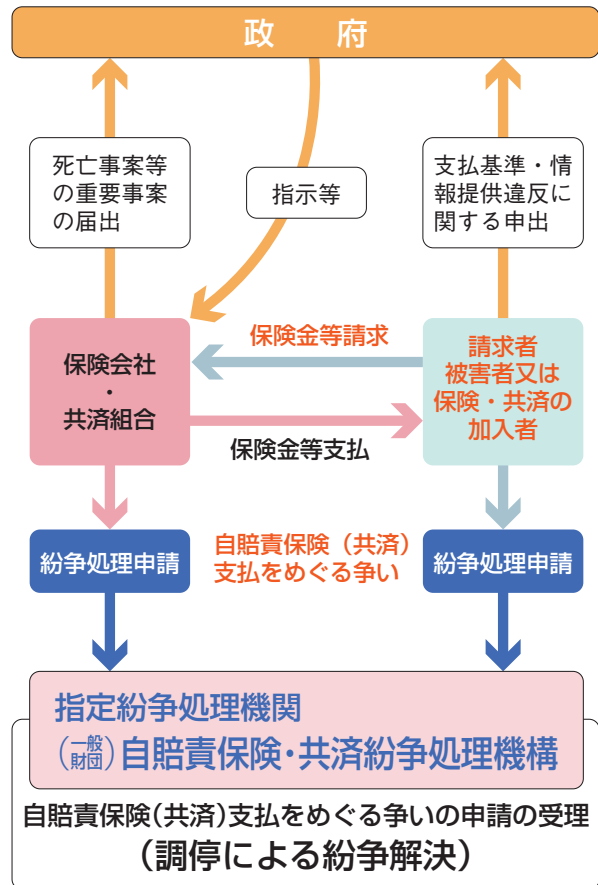 政　府
死亡事案等
の重要事案
の届出
指示等
支払基準・情
報提供違反に
関する申出
保険会社
・
共済組合
保険金等請求
保険金等支払
請求者
被害者又は
保険・共済の
加入者
紛争処理申請
自賠責保険（共済）
支払をめぐる争い
紛争処理申請
指定紛争処理機関
（一般財団）自賠責保険・共済紛争処理機構
自賠責保険（共済）支払をめぐる争いの申請の受理
（調停による紛争解決）